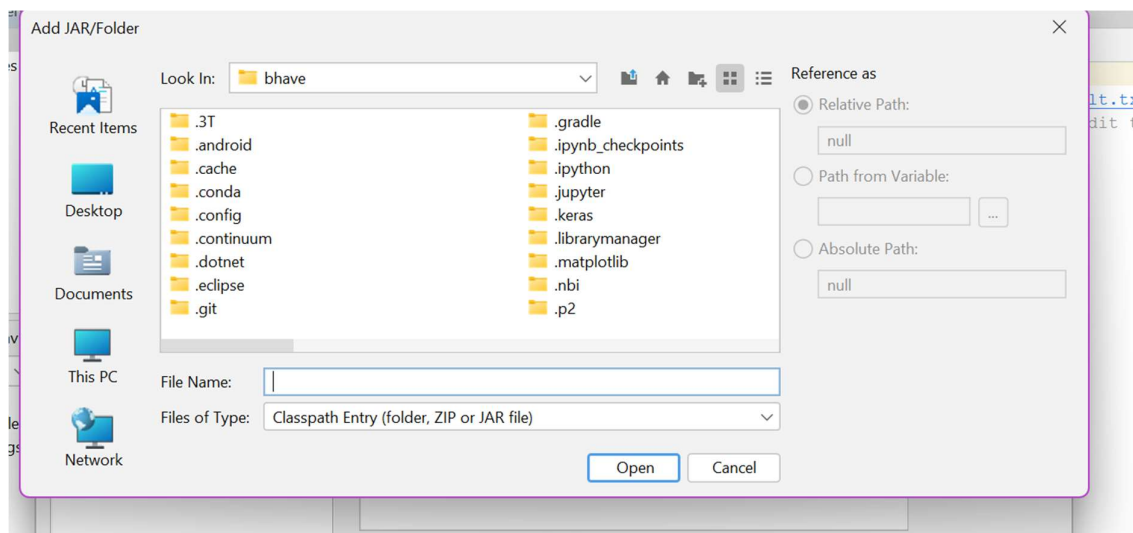 Add JAR/Folder
Look In:
bhave
Recent Items
Desktop
Documents
This PC
Network
.3T
.android
.cache
.conda
.config
.continuum
.dotnet
.eclipse
.git
.gradle
.ipynb_checkpoints
.ipython
.jupyter
.keras
.librarymanager
.matplotlib
.nbi
.p2
File Name:
Files of Type:
Classpath Entry (folder, ZIP or JAR file)
Open
Cancel
Reference as
Relative Path:
null
Path from Variable:
...
Absolute Path:
null